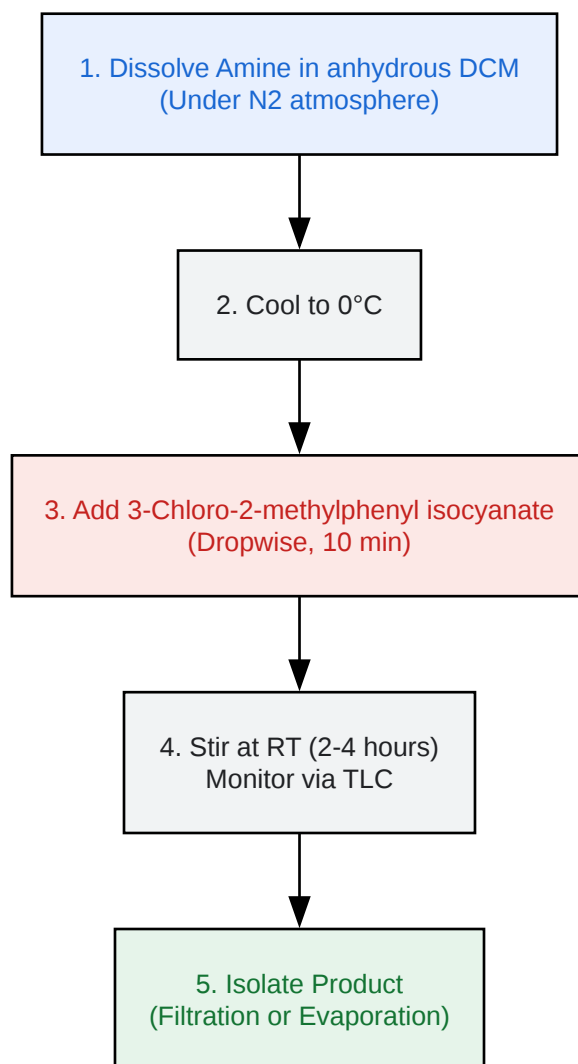 1. Dissolve Amine in anhydrous DCM
(Under N2 atmosphere)
2. Cool to 0°C
3. Add 3-Chloro-2-methylphenyl isocyanate
(Dropwise, 10 min)
4. Stir at RT (2-4 hours)
Monitor via TLC
5. Isolate Product
(Filtration or Evaporation)